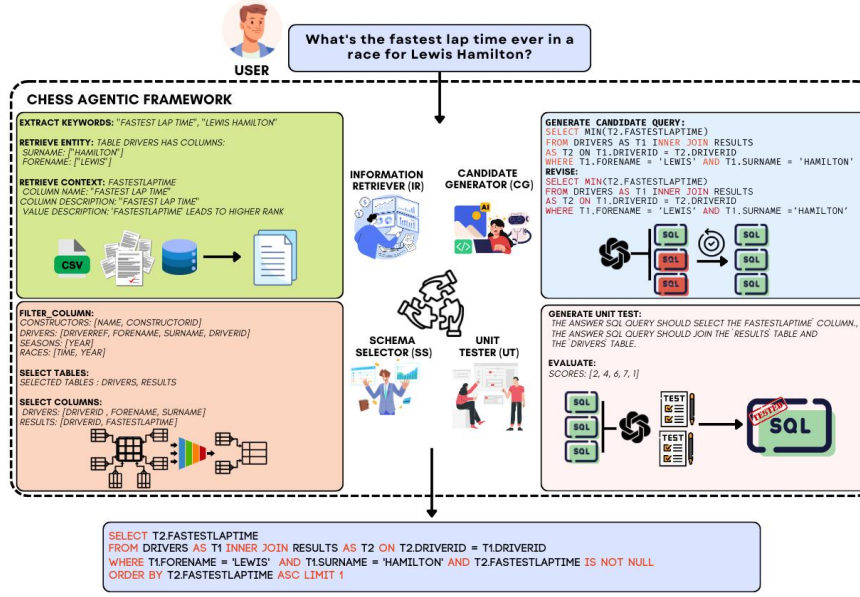 What's the fastest lap time ever in a
race for Lewis Hamilton?
USER
CHESS AGENTIC FRAMEWORK
EXTRACT KEYWORDS: "FASTEST LAP TIME", "LEWIS HAMILTON"
RETRIEVE ENTITY: TABLE DRIVERS HAS COLUMNS:
SURNAME: ["HAMILTON"]
FORENAME: ["LEWIS"]
RETRIEVE CONTEXT: FASTESTLAPTIME
COLUMN NAME: "FASTEST LAP TIME"
COLUMN DESCRIPTION: "FASTEST LAP TIME"
VALUE DESCRIPTION: 'FASTESTLAPTIME' LEADS TO HIGHER RANK
CSV
INFORMATION
RETRIEVER (IR)
CANDIDATE
GENERATOR (CG)
AI
GENERATE CANDIDATE QUERY:
SELECT MIN(T2.FASTESTLAPTIME)
FROM DRIVERS AS T1 INNER JOIN RESULTS
AS T2 ON T1.DRIVERID = T2.DRIVERID
WHERE T1.FORENAME = 'LEWIS' AND T1.SURNAME = 'HAMILTON'
REVISE:
SELECT MIN(T2.FASTESTLAPTIME)
FROM DRIVERS AS T1 INNER JOIN RESULTS
AS T2 ON T1.DRIVERID = T2.DRIVERID
WHERE T1.FORENAME = 'LEWIS' AND T1.SURNAME ='HAMILTON'
SQL SQL
SQL SQL
SQL SQL
FILTER_COLUMN:
CONSTRUCTORS: [NAME, CONSTRUCTORID]
DRIVERS: [DRIVERREF, FORENAME, SURNAME, DRIVERID]
SEASONS: [YEAR]
RACES: [TIME, YEAR]
SELECT TABLES:
SELECTED TABLES : DRIVERS, RESULTS
SELECT COLUMNS:
DRIVERS: [DRIVERID , FORENAME, SURNAME]
RESULTS: [DRIVERID, FASTESTLAPTIME]
SCHEMA
SELECTOR (SS)
UNIT
TESTER (UT)
GENERATE UNIT TEST:
THE ANSWER SQL QUERY SHOULD SELECT THE FASTESTLAPTIME` COLUMN.,
THE ANSWER SQL QUERY SHOULD JOIN THE `RESULTS` TABLE AND
THE `DRIVERS` TABLE.
EVALUATE:
SCORES: [2, 4, 6, 7, 1]
SQL
SQL
SQL
TEST
TEST
TESTED
SQL
SELECT T2.FASTESTLAPTIME
FROM DRIVERS AS T1 INNER JOIN RESULTS AS T2 ON T2.DRIVERID = T1.DRIVERID
WHERE T1.FORENAME = 'LEWIS' AND T1.SURNAME = 'HAMILTON' AND T2.FASTESTLAPTIME IS NOT NULL
ORDER BY T2.FASTESTLAPTIME ASC LIMIT 1